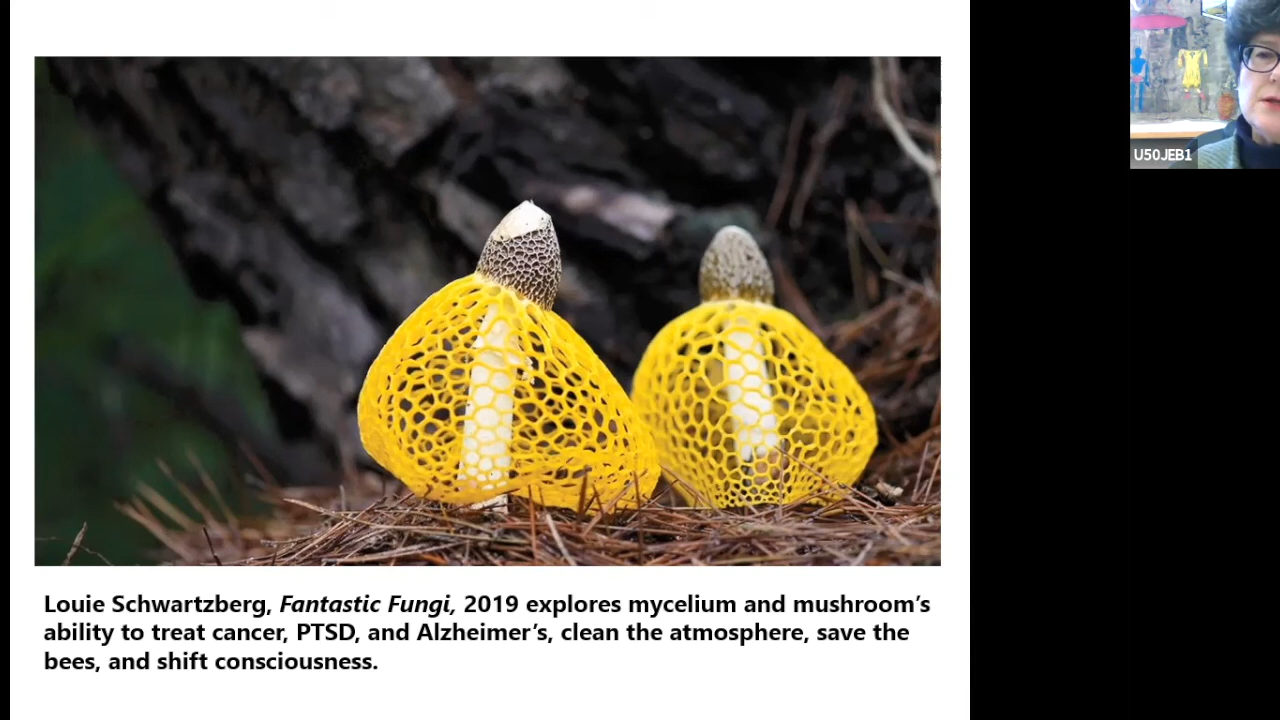 U50JEB1
Louie Schwartzberg, Fantastic Fungi, 2019 explores mycelium and mushroom’s
ability to treat cancer, PTSD, and Alzheimer’s, clean the atmosphere, save the
bees, and shift consciousness.